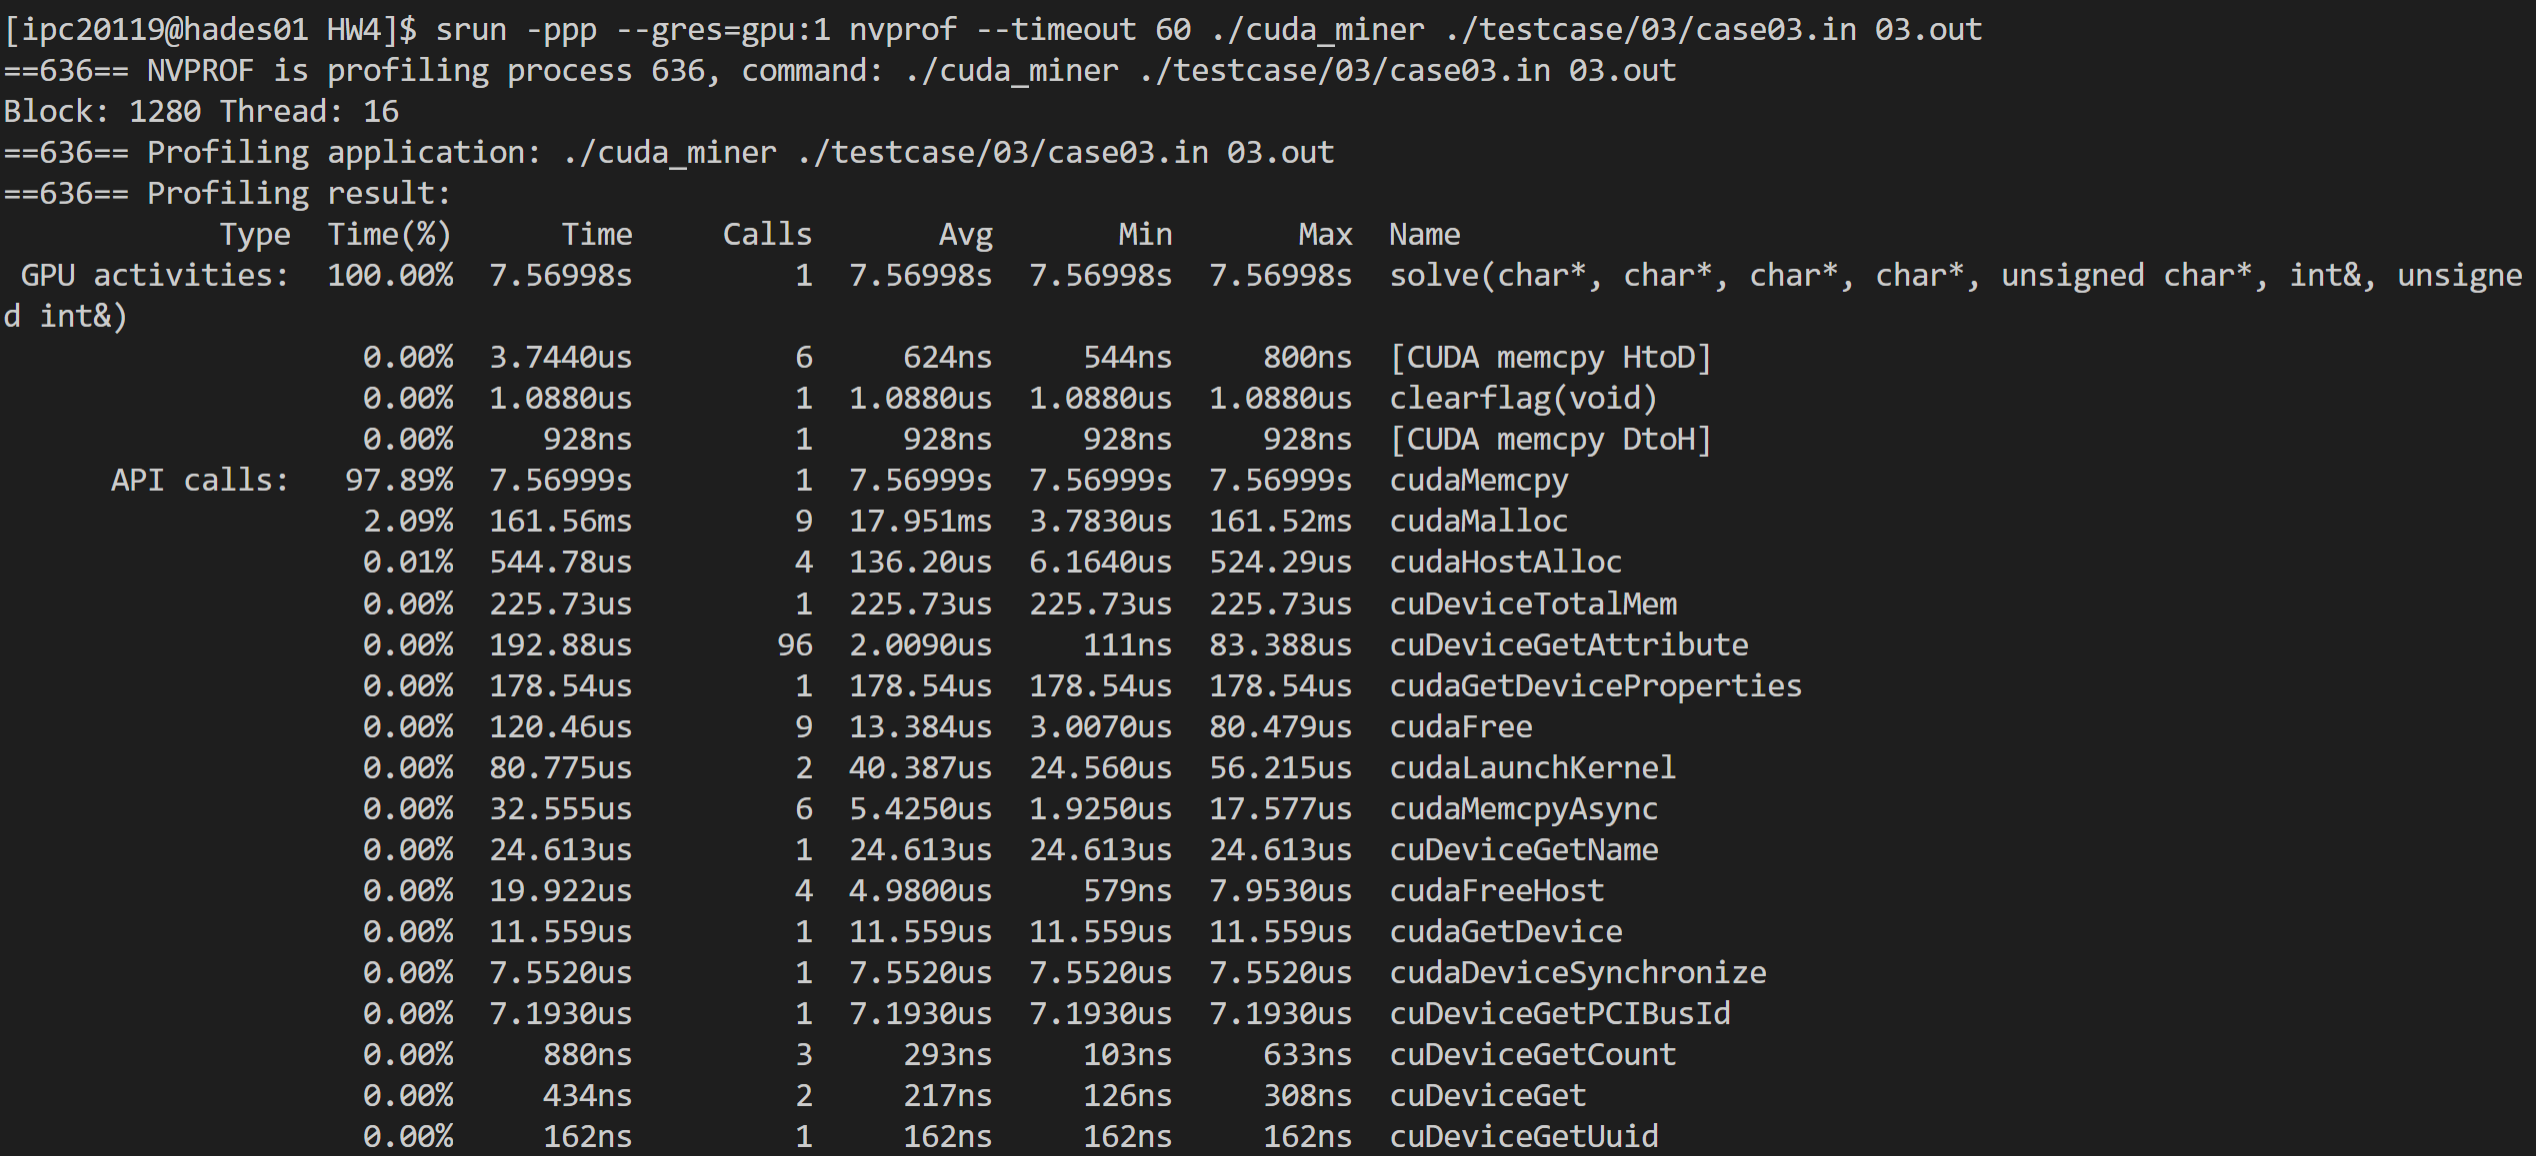 [ipc20119@hades01 HW4]$ srun -ppp --gres=gpu:1 nvprof --timeout 60 ./cuda_miner ./testcase/03/case03.in 03.out
==636== NVPROF is profiling process 636, command: ./cuda_miner ./testcase/03/case03.in 03.out
Block: 1280 Thread: 16
==636== Profiling application: ./cuda_miner ./testcase/03/case03.in 03.out
==636== Profiling result:
            Type  Time(%)      Time     Calls       Avg       Min       Max  Name
 GPU activities:  100.00%  7.56998s         1  7.56998s  7.56998s  7.56998s  solve(char*, char*, char*, char*, unsigned char*, int&, unsigne
d int&)
                    0.00%  3.7440us         6     624ns     544ns     800ns  [CUDA memcpy HtoD]
                    0.00%  1.0880us         1  1.0880us  1.0880us  1.0880us  clearflag(void)
                    0.00%     928ns         1     928ns     928ns     928ns  [CUDA memcpy DtoH]
      API calls:   97.89%  7.56999s         1  7.56999s  7.56999s  7.56999s  cudaMemcpy
                    2.09%  161.56ms         9  17.951ms  3.7830us  161.52ms  cudaMalloc
                    0.01%  544.78us         4  136.20us  6.1640us  524.29us  cudaHostAlloc
                    0.00%  225.73us         1  225.73us  225.73us  225.73us  cuDeviceTotalMem
                    0.00%  192.88us        96  2.0090us     111ns  83.388us  cuDeviceGetAttribute
                    0.00%  178.54us         1  178.54us  178.54us  178.54us  cudaGetDeviceProperties
                    0.00%  120.46us         9  13.384us  3.0070us  80.479us  cudaFree
                    0.00%  80.775us         2  40.387us  24.560us  56.215us  cudaLaunchKernel
                    0.00%  32.555us         6  5.4250us  1.9250us  17.577us  cudaMemcpyAsync
                    0.00%  24.613us         1  24.613us  24.613us  24.613us  cuDeviceGetName
                    0.00%  19.922us         4  4.9800us     579ns  7.9530us  cudaFreeHost
                    0.00%  11.559us         1  11.559us  11.559us  11.559us  cudaGetDevice
                    0.00%  7.5520us         1  7.5520us  7.5520us  7.5520us  cudaDeviceSynchronize
                    0.00%  7.1930us         1  7.1930us  7.1930us  7.1930us  cuDeviceGetPCIBusId
                    0.00%     880ns         3     293ns     103ns     633ns  cuDeviceGetCount
                    0.00%     434ns         2     217ns     126ns     308ns  cuDeviceGet
                    0.00%     162ns         1     162ns     162ns     162ns  cuDeviceGetUuid